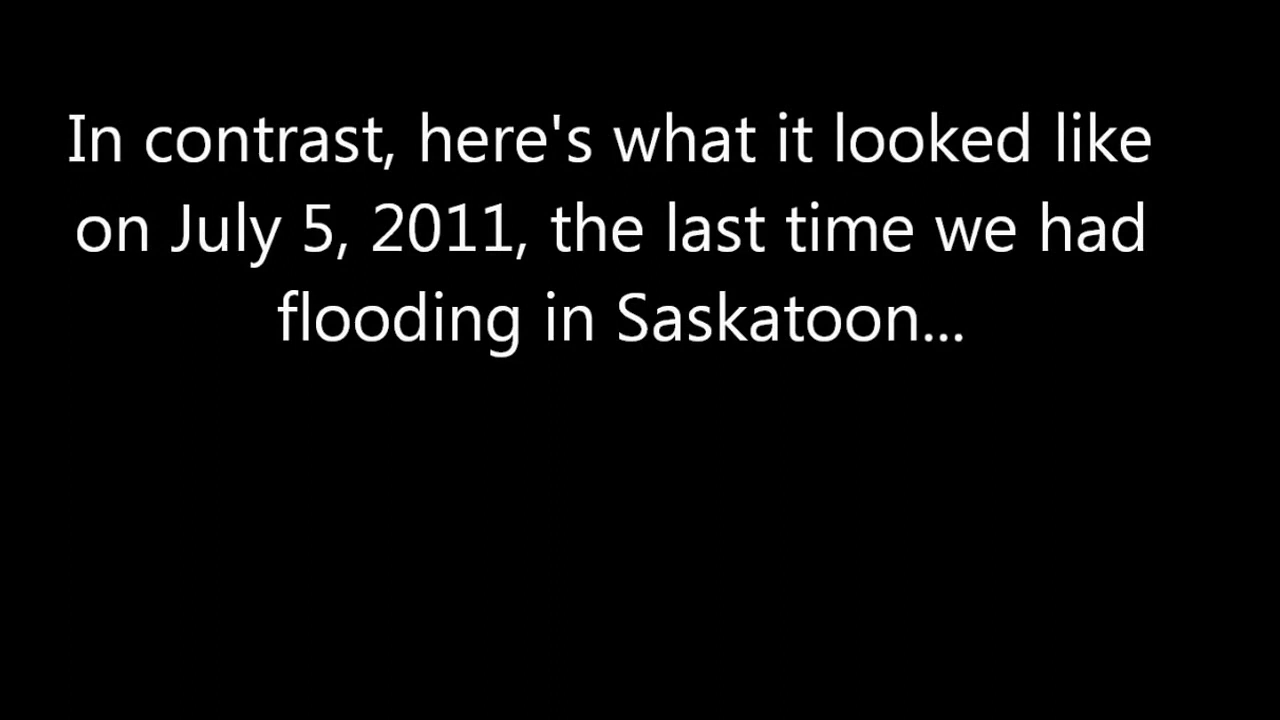 In contrast, here's what it looked like
on July 5, 2011, the last time we had
flooding in Saskatoon...